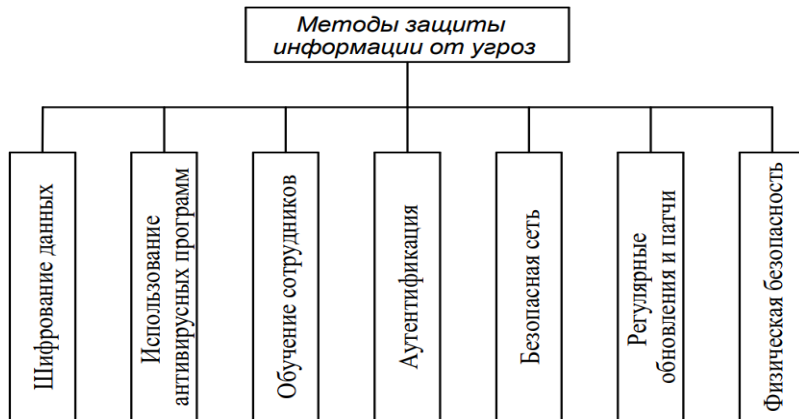 Методы защиты
информации от угроз
Шифрование данных
Использование
антивирусных программ
Обучение сотрудников
Аутентификация
Безопасная сеть
Регулярные
обновления и патчи
Физическая безопасность